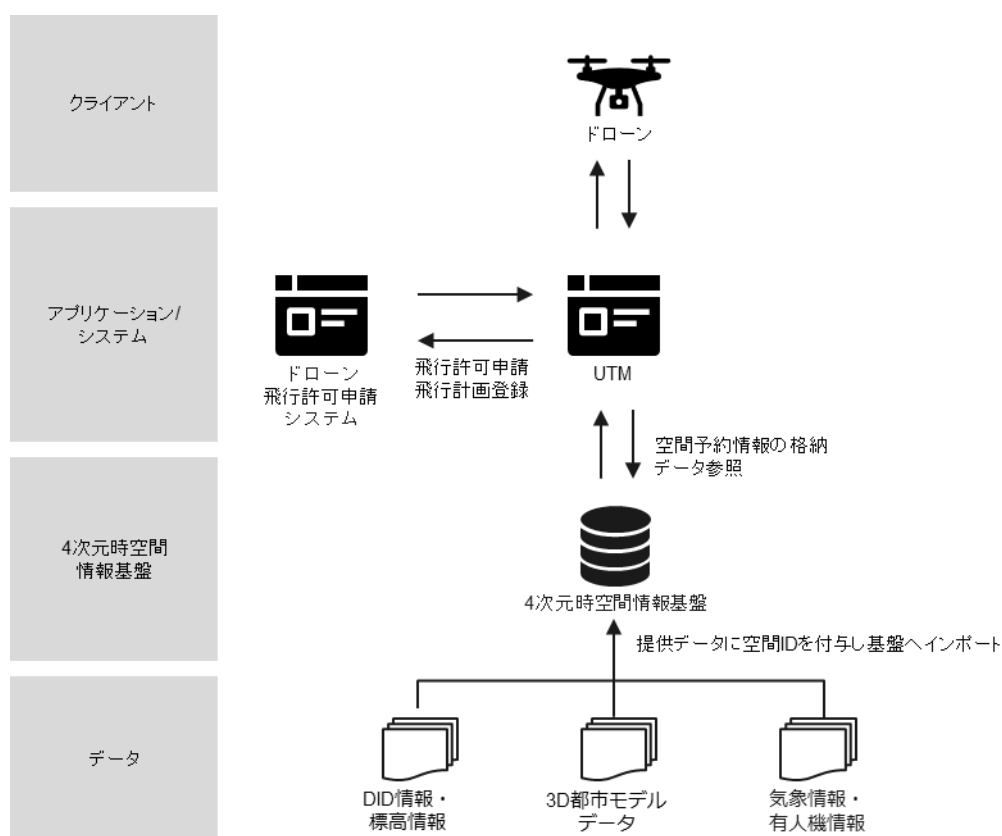 クライアント
ドローン
アプリケーション/
システム
ドローン
飛行許可申請
システム
飛行許可申請
飛行計画登録
UTM
空間予約情報の格納
データ参照
4次元時空間
情報基盤
4次元時空間情報基盤
提供データに空間IDを付与し基盤へインポート
データ
DID情報・
標高情報
3D都市モデル
データ
気象情報・
有人機情報